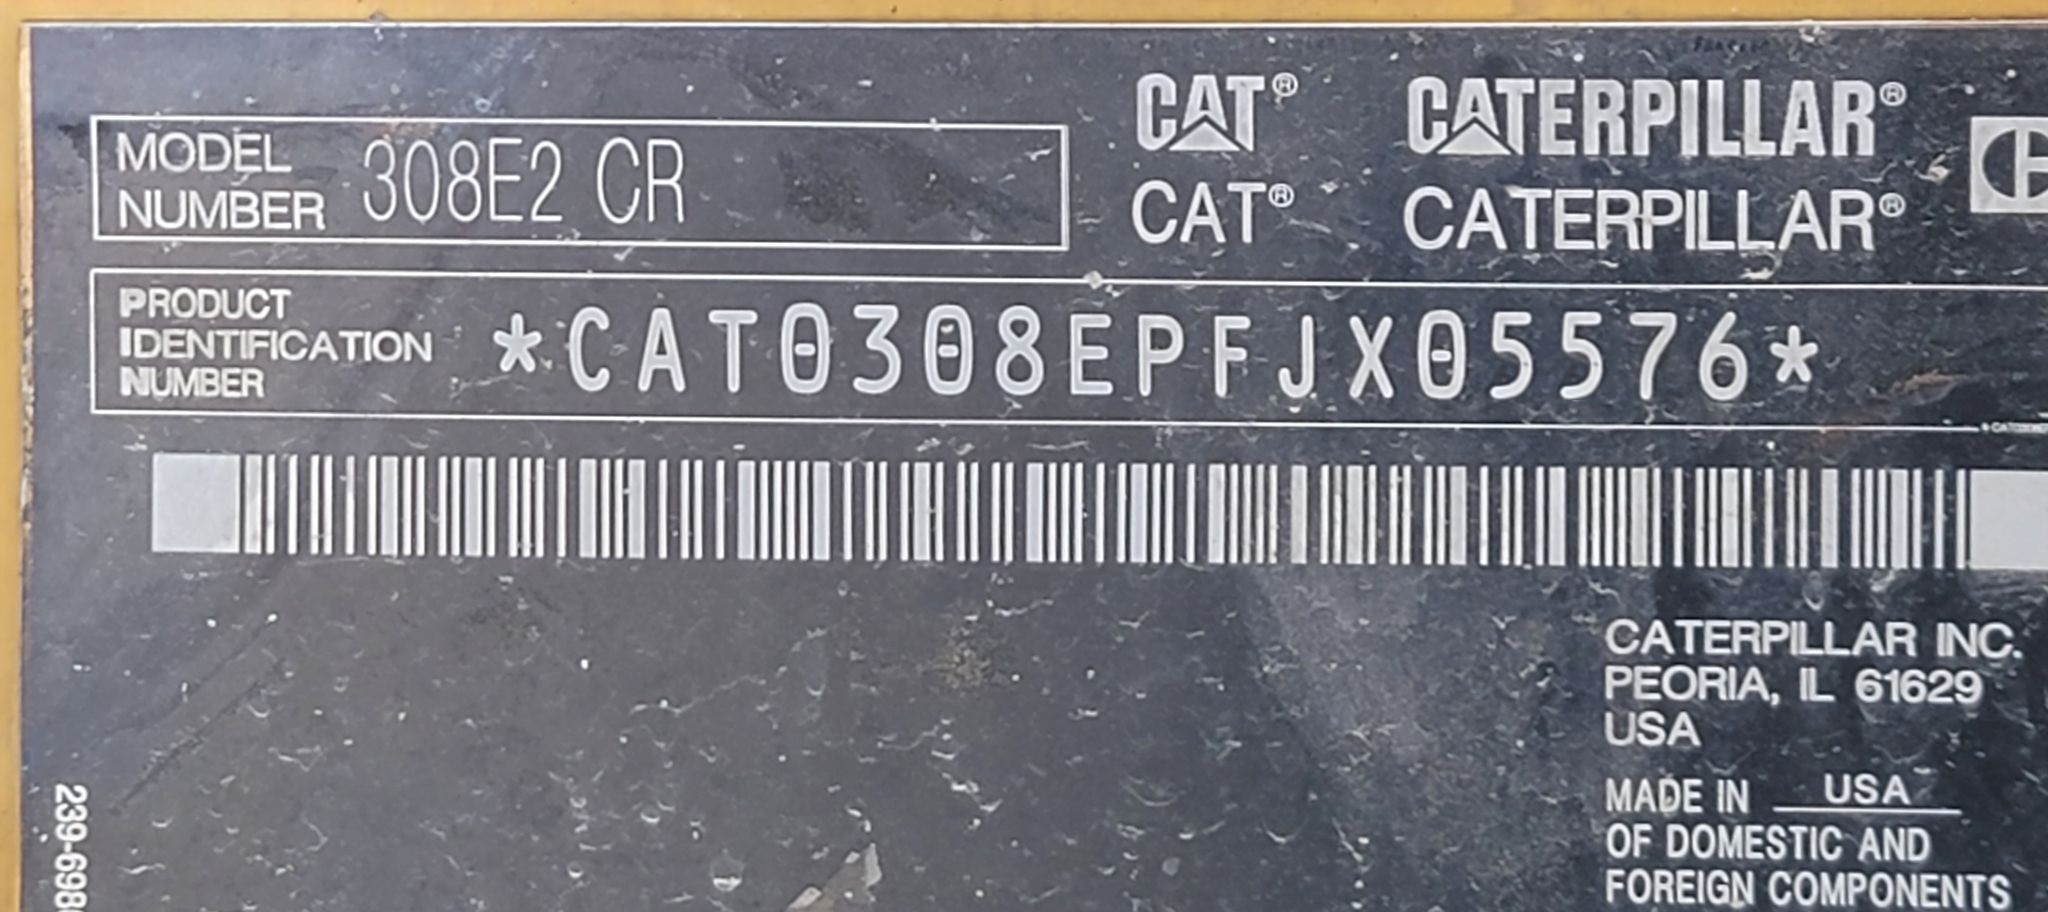 MODEL NUMBER 308E2 CR
CAT® CATERPILLAR®
CAT® CATERPILLAR®
PRODUCT IDENTIFICATION NUMBER *CAT0308EPFJX05576*
CATERPILLAR INC.
PEORIA, IL 61629
USA
MADE IN USA
OF DOMESTIC AND
FOREIGN COMPONENTS